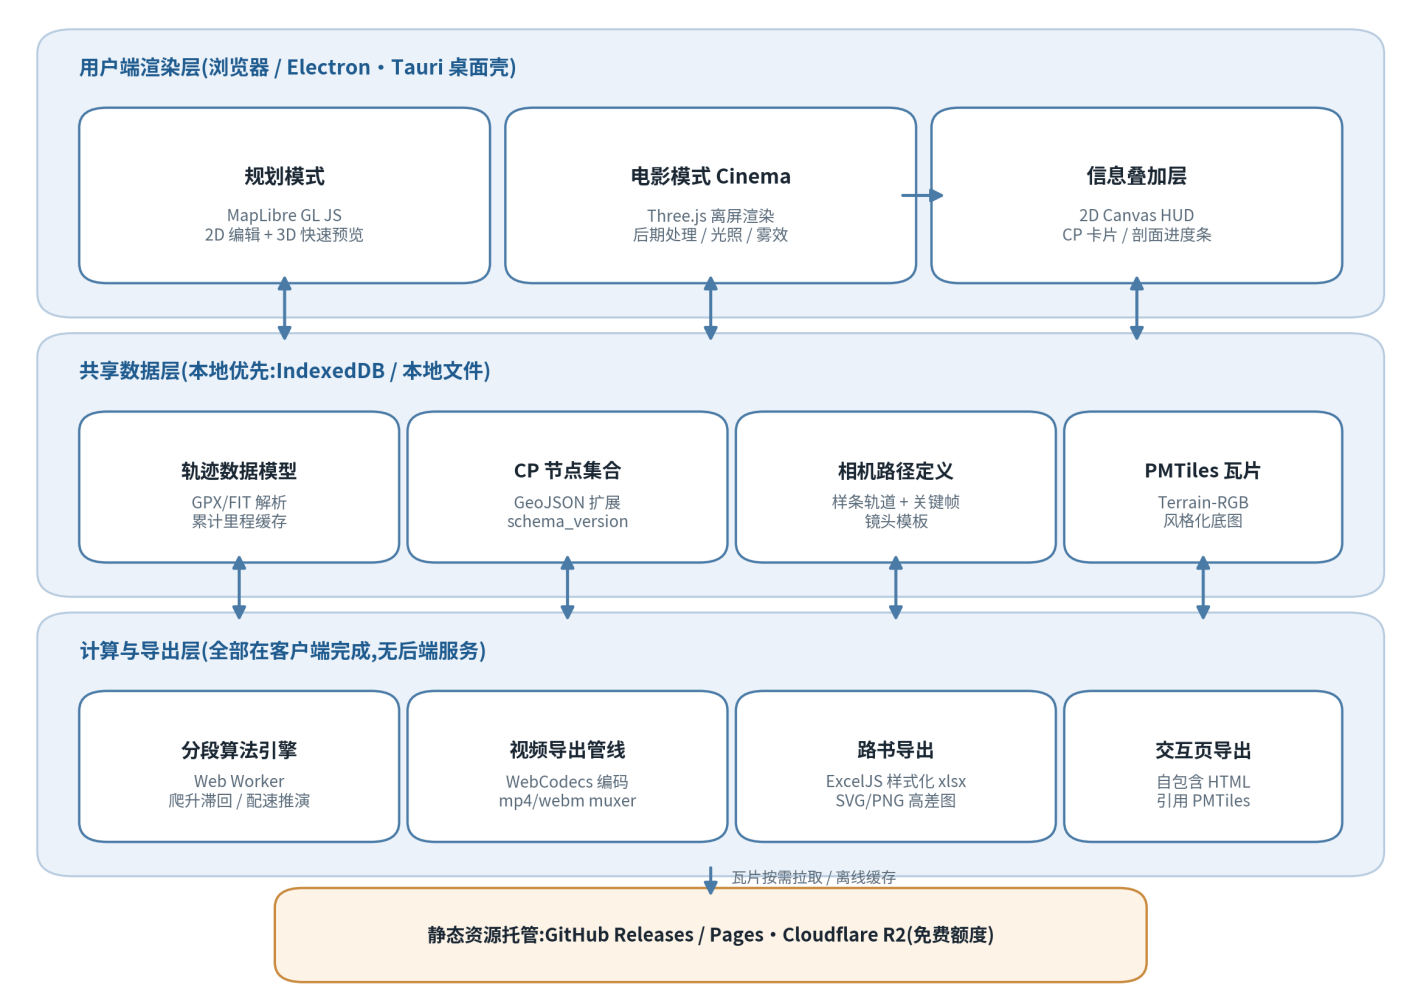 用户端渲染层(浏览器 / Electron・Tauri 桌面壳)
规划模式
MapLibre GL JS
2D 编辑 + 3D 快速预览
电影模式 Cinema
Three.js 离屏渲染
后期处理 / 光照 / 雾效
信息叠加层
2D Canvas HUD
CP 卡片 / 剖面进度条
共享数据层(本地优先:IndexedDB / 本地文件)
轨迹数据模型
GPX/FIT 解析
累计里程缓存
CP 节点集合
GeoJSON 扩展
schema_version
相机路径定义
样条轨道 + 关键帧
镜头模板
PMTiles 瓦片
Terrain-RGB
风格化底图
计算与导出层(全部在客户端完成,无后端服务)
分段算法引擎
Web Worker
爬升滞回 / 配速推演
视频导出管线
WebCodecs 编码
mp4/webm muxer
路书导出
ExcelJS 样式化 xlsx
SVG/PNG 高差图
交互页导出
自包含 HTML
引用 PMTiles
瓦片按需拉取 / 离线缓存
静态资源托管:GitHub Releases / Pages・Cloudflare R2(免费额度)